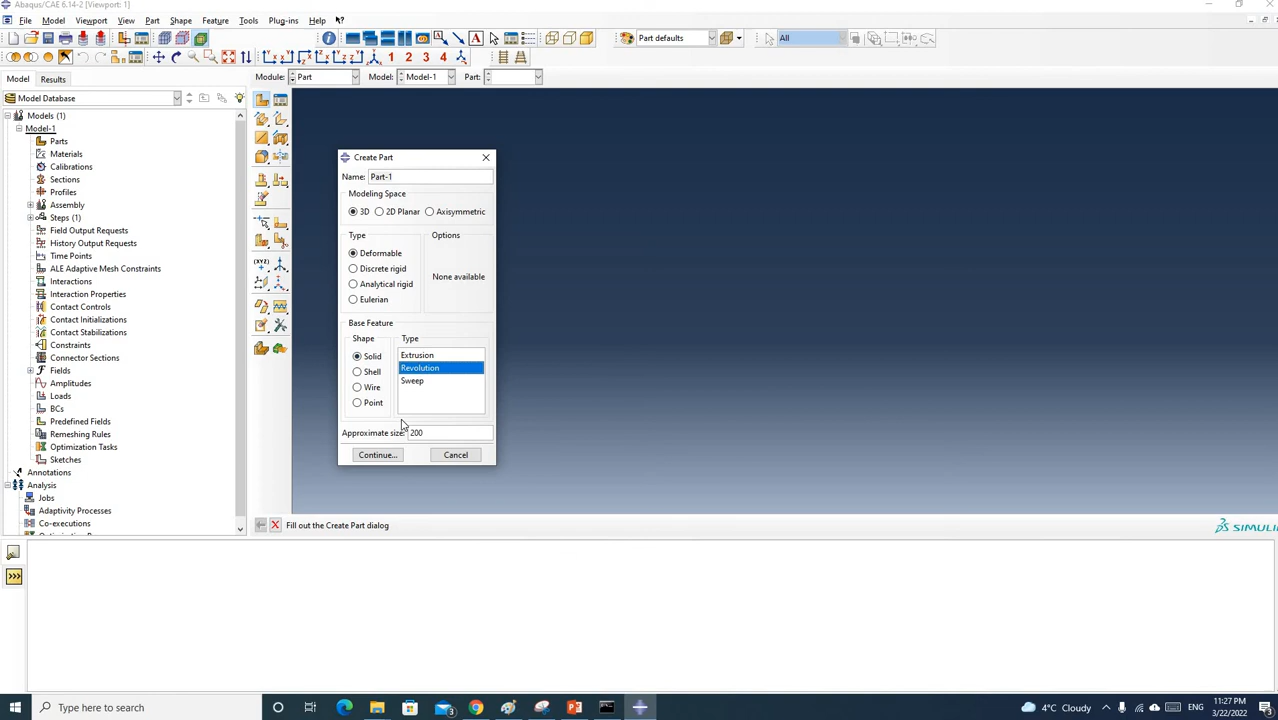 Abaqus/CAE 6.14-2 [Viewport: 1]
File Model Viewport View Part Shape Feature Tools Plug-ins Help
Part defaults All
1 2 3 4
Model Results Module: Part Model: Model-1 Part:
Model Database
Models (1)
Model-1
Parts
Materials
Calibrations
Sections
Profiles
Assembly
Steps (1)
Field Output Requests
History Output Requests
Time Points
ALE Adaptive Mesh Constraints
Interactions
Interaction Properties
Contact Controls
Contact Initializations
Contact Stabilizations
Constraints
Connector Sections
Fields
Amplitudes
Loads
BCs
Predefined Fields
Remeshing Rules
Optimization Tasks
Sketches
Annotations
Analysis
Jobs
Adaptivity Processes
Co-executions
Create Part
Name: Part-1
Modeling Space
3D 2D Planar Axisymmetric
Type Options
Deformable
Discrete rigid
Analytical rigid
Eulerian
None available
Base Feature
Shape Type
Solid
Shell
Wire
Point
Extrusion
Revolution
Sweep
Approximate size: 200
Continue... Cancel
Fill out the Create Part dialog
SIMULI
>>>
Type here to search
4°C Cloudy ENG 11:27 PM
3/22/2022